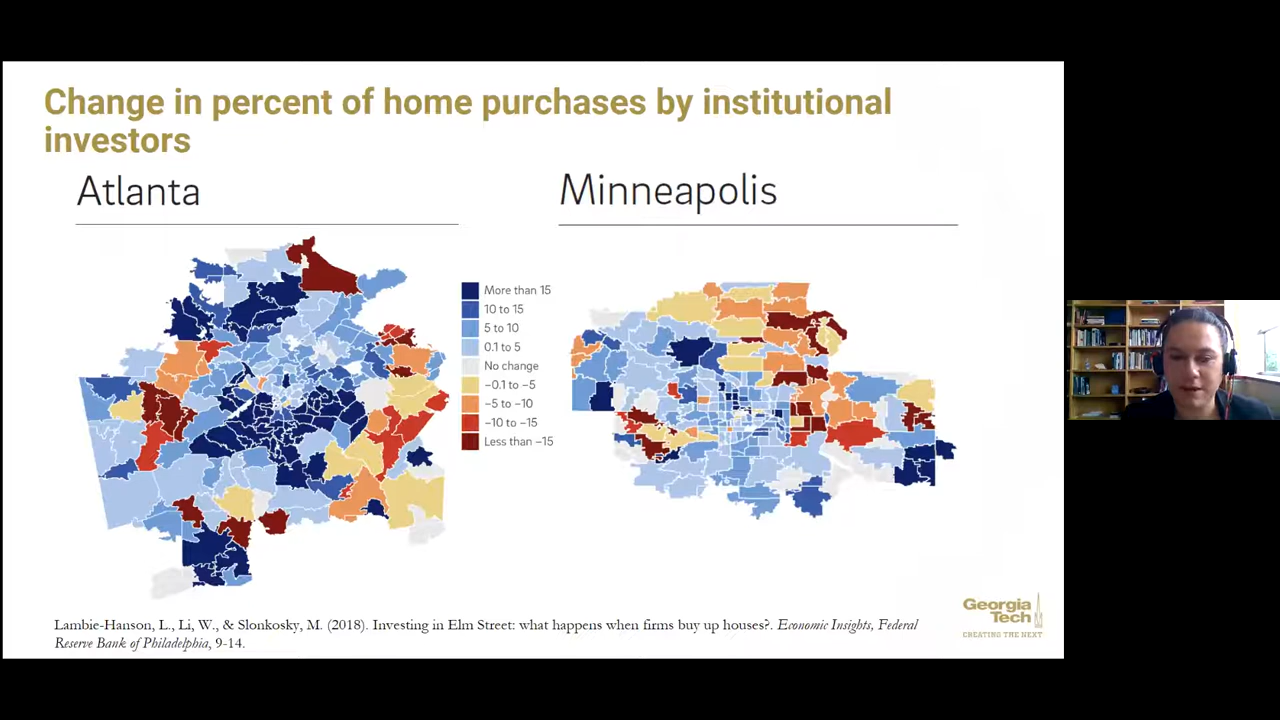 Change in percent of home purchases by institutional
investors
Atlanta
Minneapolis
More than 15
10 to 15
5 to 10
0.1 to 5
No change
−0.1 to −5
−5 to −10
−10 to −15
Less than −15
Lambie-Hanson, L., Li, W., & Slonkosky, M. (2018). Investing in Elm Street: what happens when firms buy up houses?. Economic Insights, Federal
Reserve Bank of Philadelphia, 9-14.
Georgia
Tech
CREATING THE NEXT